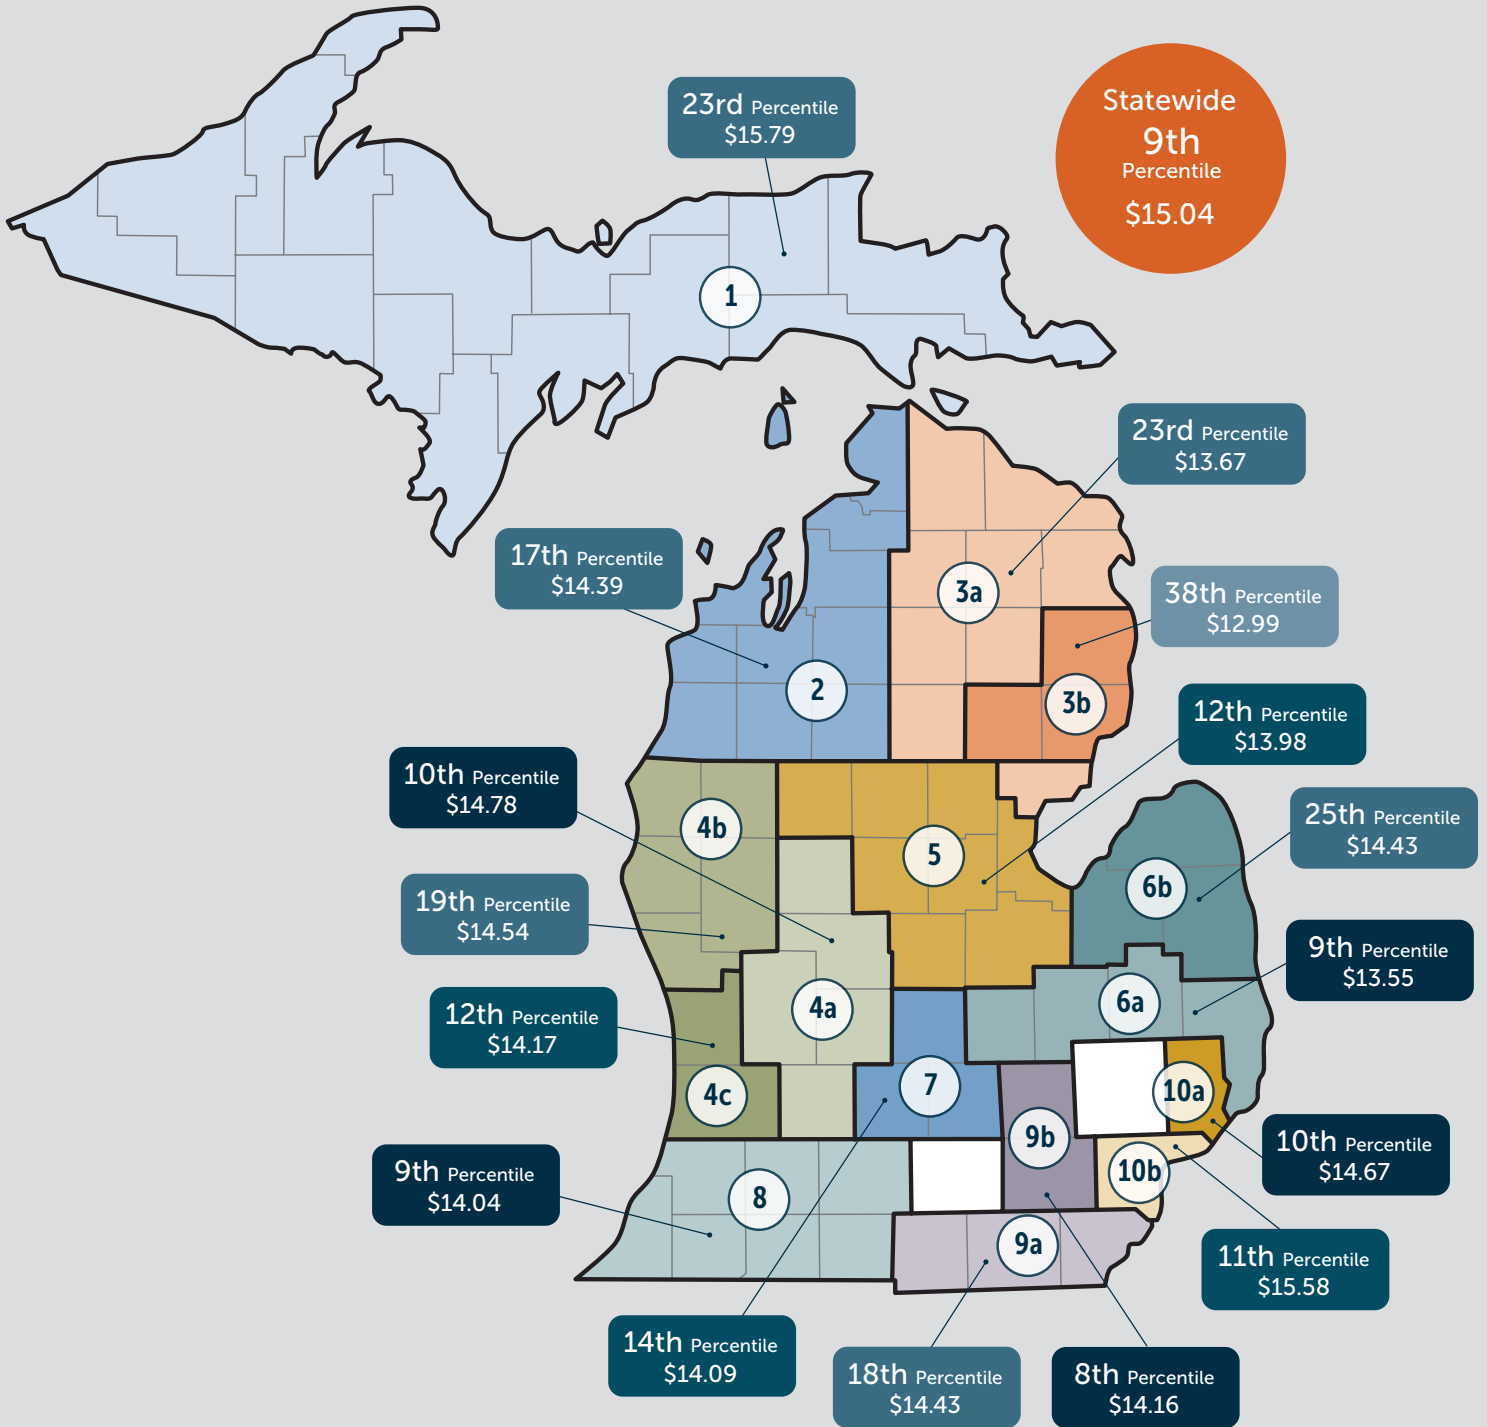 23rd Percentile
$15.79
Statewide
9th
Percentile
$15.04
1
23rd Percentile
$13.67
17th Percentile
$14.39
3a
38th Percentile
$12.99
2
3b
12th Percentile
$13.98
10th Percentile
$14.78
4b
5
25th Percentile
$14.43
6b
19th Percentile
$14.54
9th Percentile
$13.55
4a
6a
12th Percentile
$14.17
4c
7
10a
9b
10b
10th Percentile
$14.67
9th Percentile
$14.04
8
9a
11th Percentile
$15.58
14th Percentile
$14.09
18th Percentile
$14.43
8th Percentile
$14.16